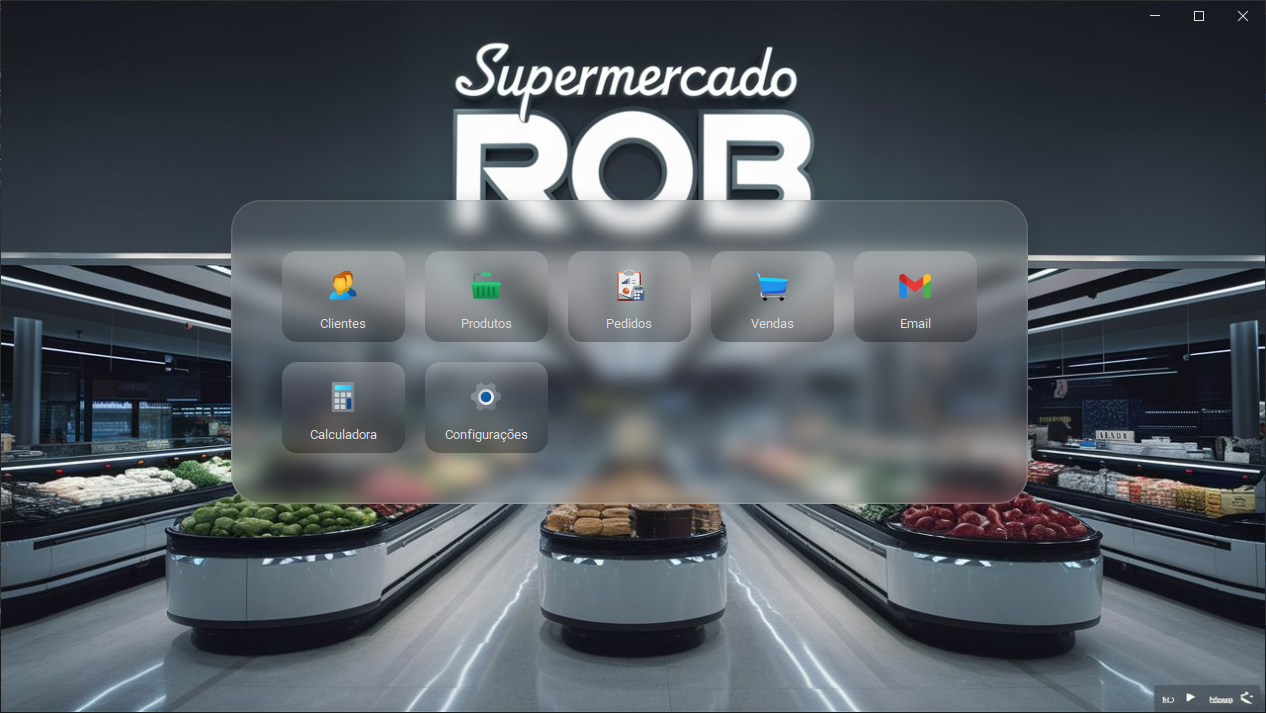 Supermercado
ROB
Clientes
Produtos
Pedidos
Vendas
Email
Calculadora
Configurações